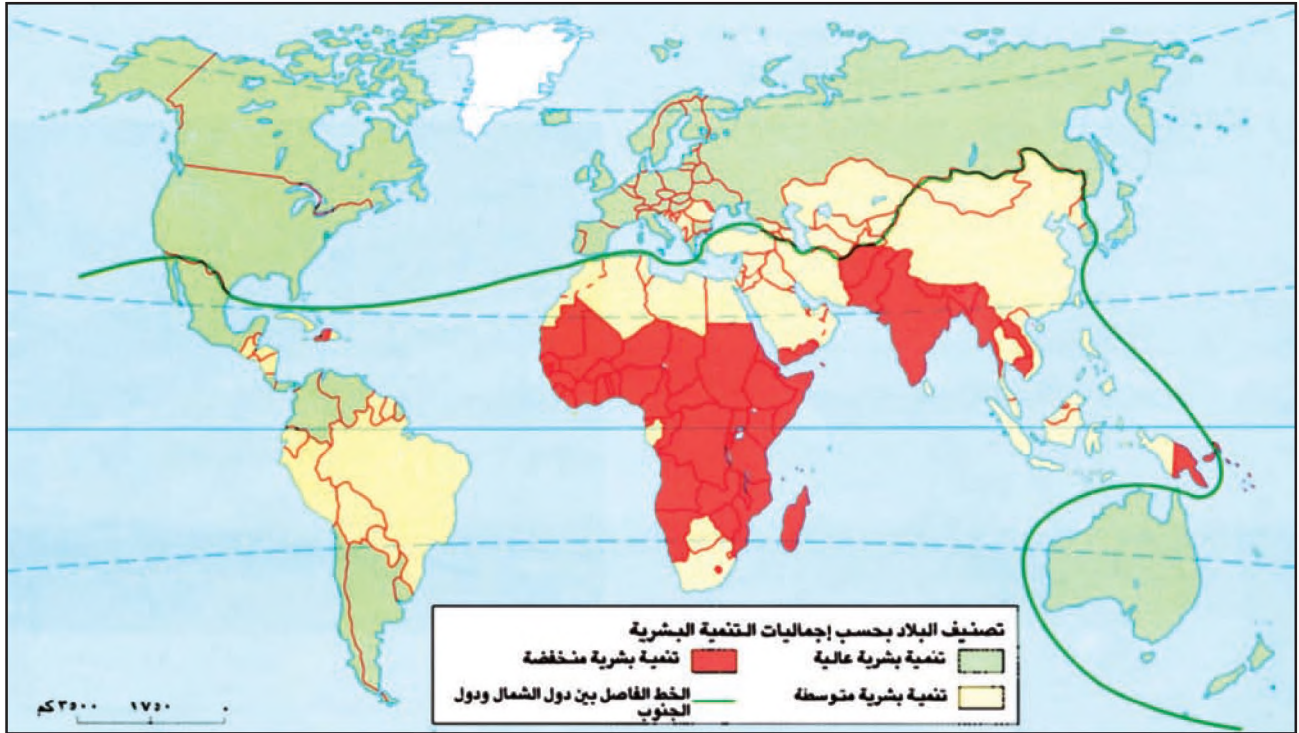 تصنيف البلاد بحسب إجماليات التنمية البشرية
تنمية بشرية عالية
تنمية بشرية منخفضة
تنمية بشرية متوسطة
الخط الفاصل بين دول الشمال ودول
الجنوب
٣٥٠٠ كم ١٧٥٠ ٠